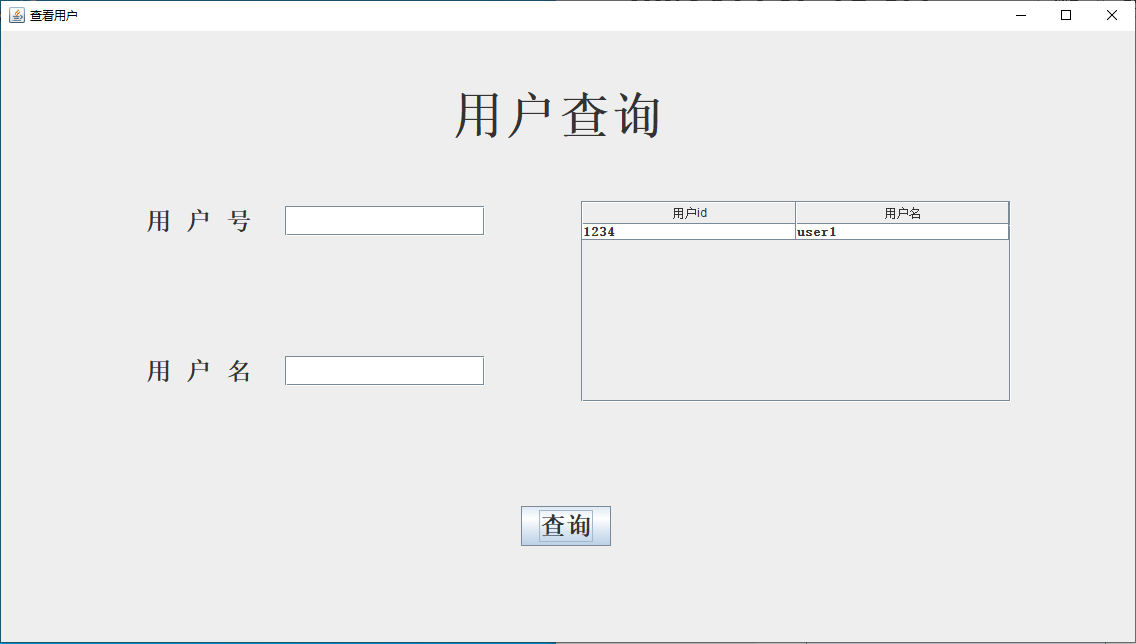 查看用户
用户查询
用 户 号
用户id 用户名
1234 user1
用 户 名
查询